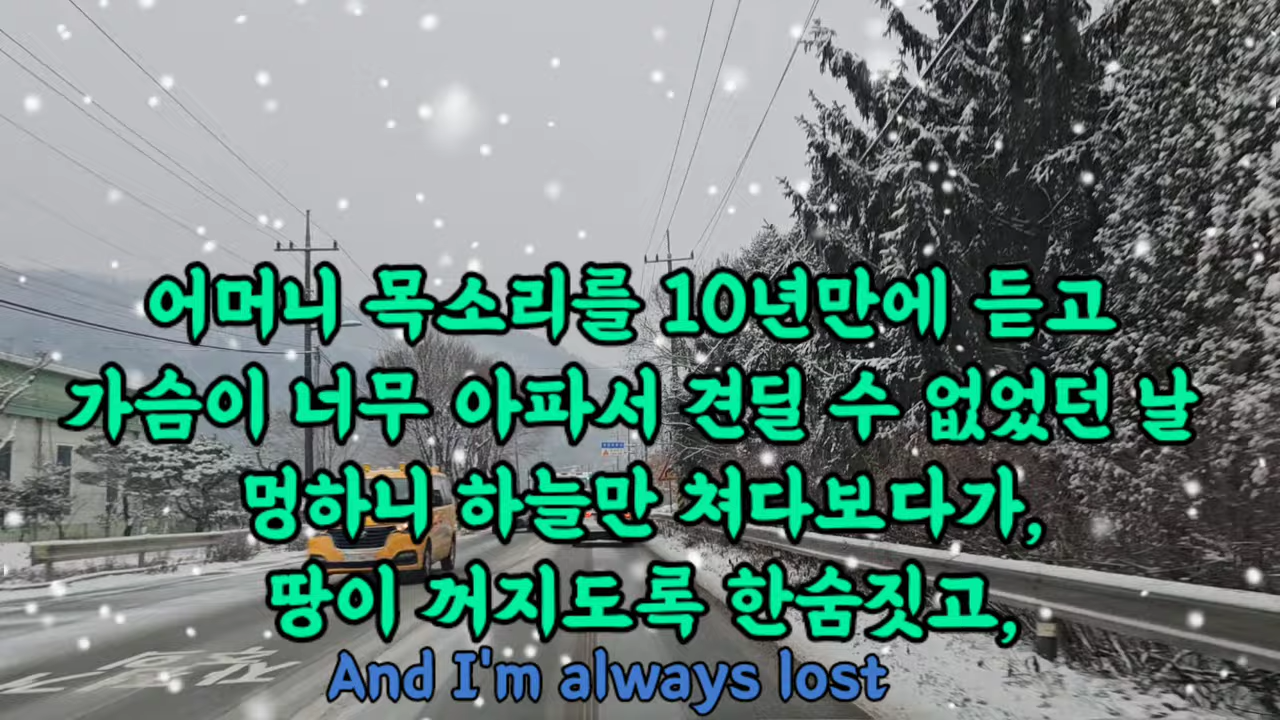 어머니 목소리를 10년만에 듣고
가슴이 너무 아파서 견딜 수 없었던 날
멍하니 하늘만 쳐다보다가,
땅이 꺼지도록 한숨짓고,
And I'm always lost